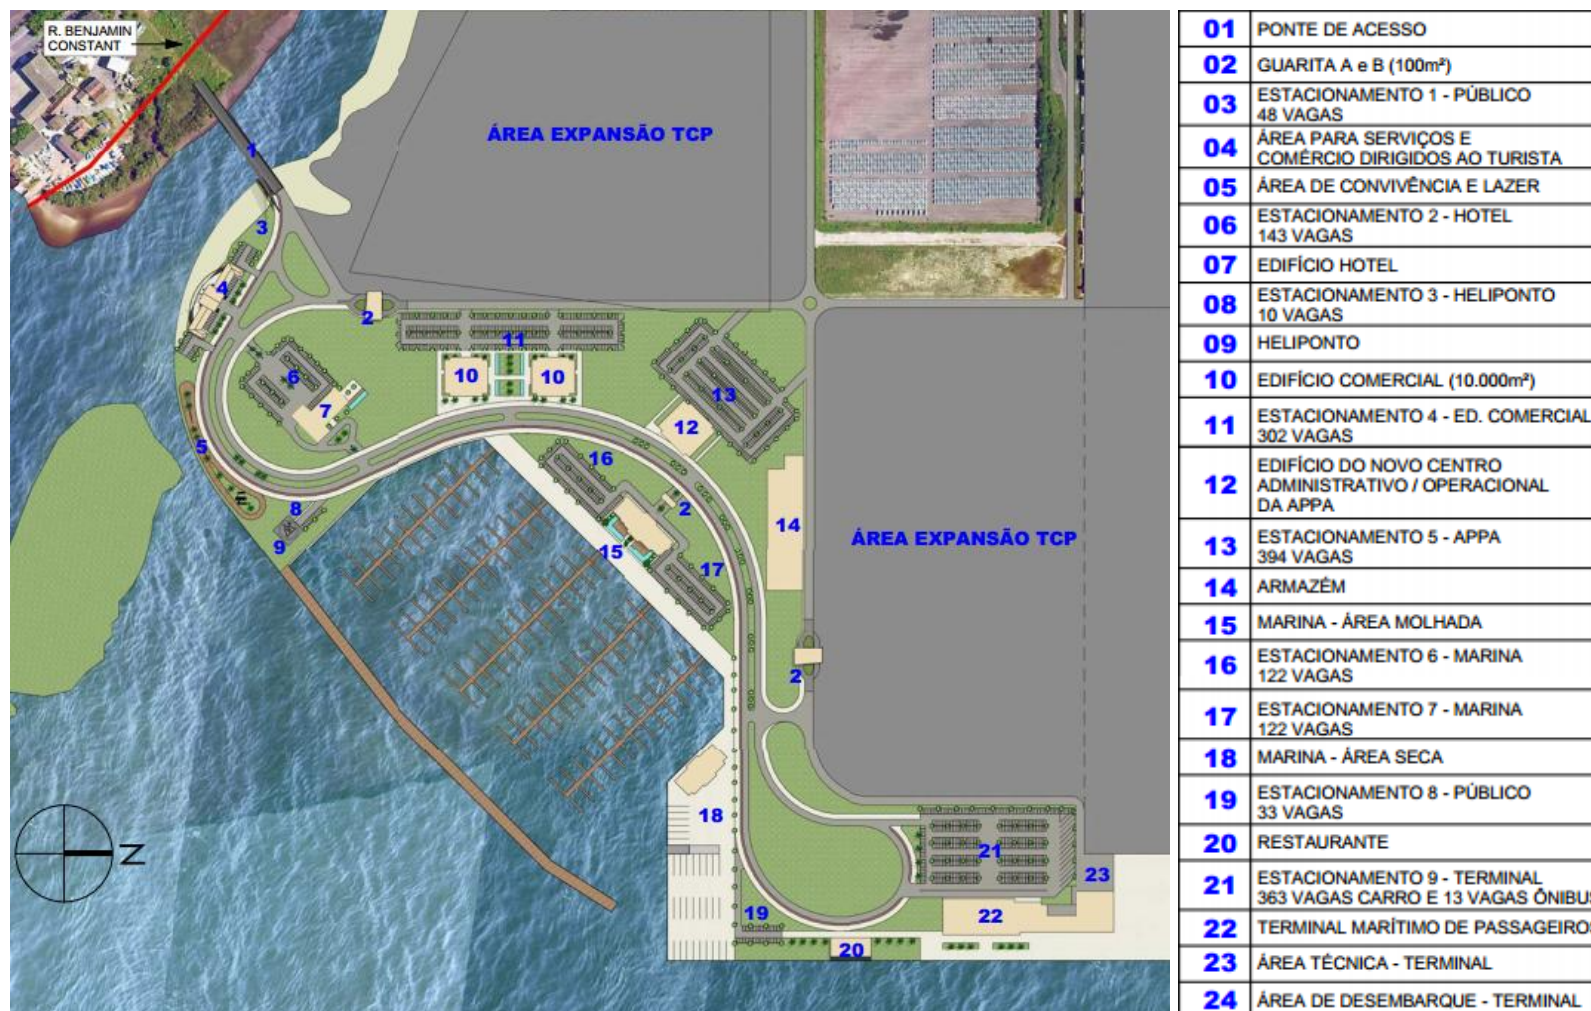 R. BENJAMIN
CONSTANT
ÁREA EXPANSÃO TCP
1
3
4
2
11
6
10
10
7
13
12
5
16
8
2
14
ÁREA EXPANSÃO TCP
9
15
17
2
18
N
21
23
19
22
20
01 PONTE DE ACESSO
02 GUARITA A e B (100m²)
03 ESTACIONAMENTO 1 - PÚBLICO
48 VAGAS
04 ÁREA PARA SERVIÇOS E
COMÉRCIO DIRIGIDOS AO TURISTA
05 ÁREA DE CONVIVÊNCIA E LAZER
06 ESTACIONAMENTO 2 - HOTEL
143 VAGAS
07 EDIFÍCIO HOTEL
08 ESTACIONAMENTO 3 - HELIPONTO
10 VAGAS
09 HELIPONTO
10 EDIFÍCIO COMERCIAL (10.000m²)
11 ESTACIONAMENTO 4 - ED. COMERCIAL
302 VAGAS
12 EDIFICIO DO NOVO CENTRO
ADMINISTRATIVO / OPERACIONAL
DA APPA
13 ESTACIONAMENTO 5 - APPA
394 VAGAS
14 ARMAZÉM
15 MARINA - ÁREA MOLHADA
16 ESTACIONAMENTO 6 - MARINA
122 VAGAS
17 ESTACIONAMENTO 7 - MARINA
122 VAGAS
18 MARINA - ÁREA SECA
19 ESTACIONAMENTO 8 - PÚBLICO
33 VAGAS
20 RESTAURANTE
21 ESTACIONAMENTO 9 - TERMINAL
363 VAGAS CARRO E 13 VAGAS ÔNIBUS
22 TERMINAL MARÍTIMO DE PASSAGEIROS
23 ÁREA TÉCNICA - TERMINAL
24 ÁREA DE DESEMBARQUE - TERMINAL